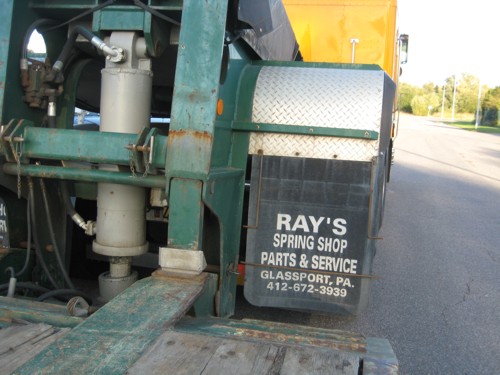 RAY'S
SPRING SHOP
PARTS & SERVICE
GLASSPORT, PA.
412-672-3939